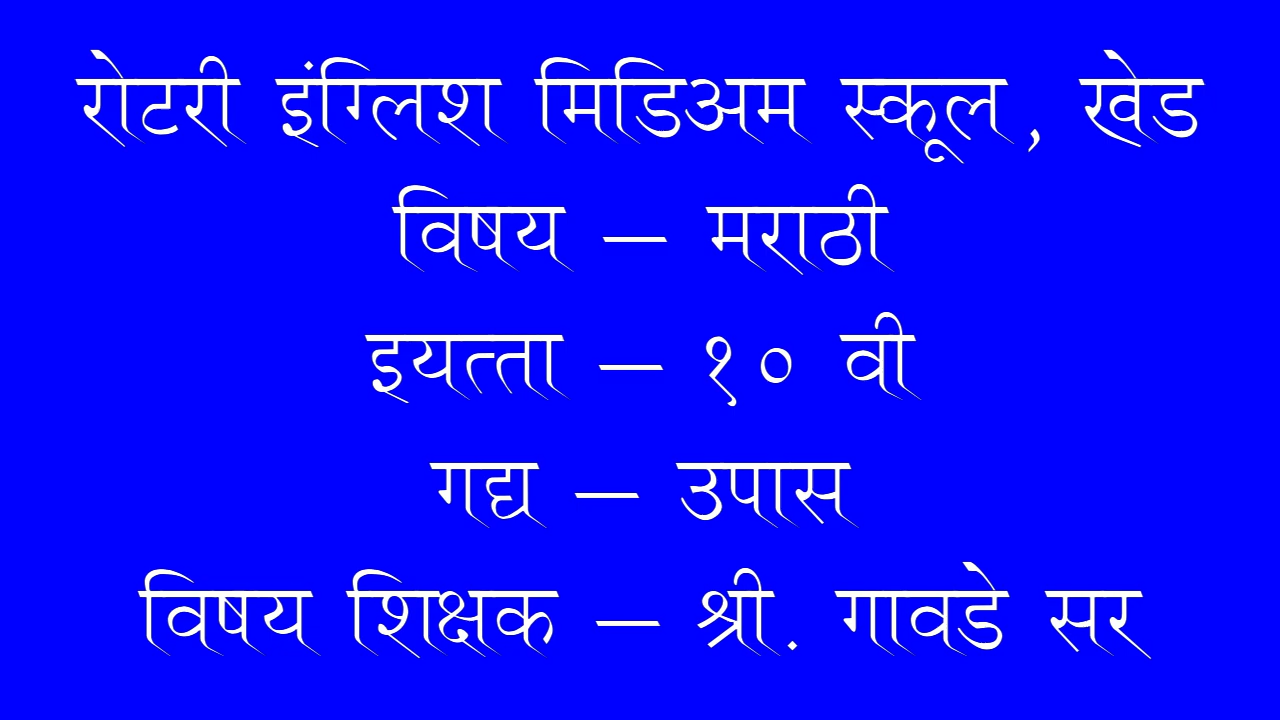 रोटरी इंग्लिश मिडिअम स्कूल, खेड
विषय – मराठी
इयत्ता – १० वी
गद्य – उपास
विषय शिक्षक – श्री. गावडे सर